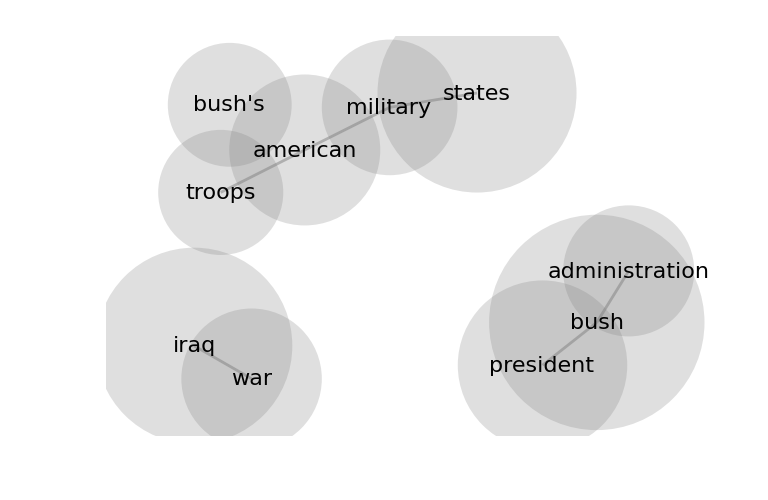 bush's
military
states
american
troops
administration
bush
iraq
president
war